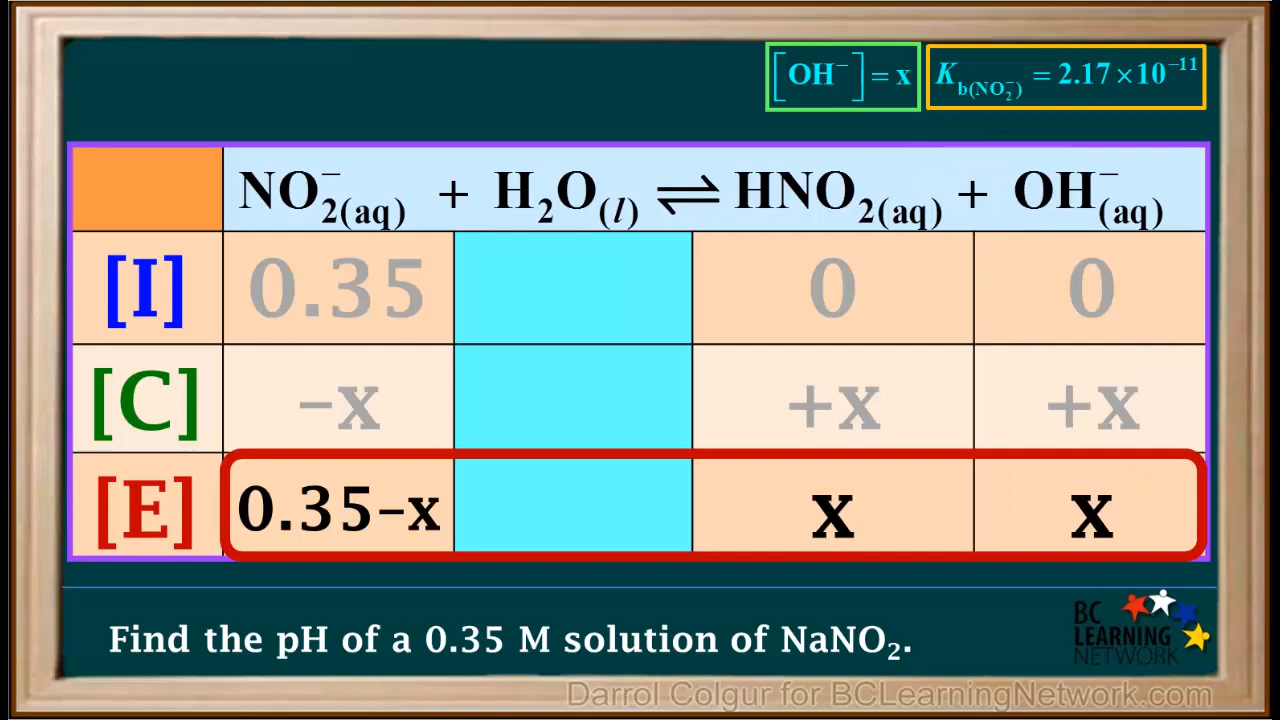 [OH⁻] = x K_b(NO₂⁻) = 2.17 × 10⁻¹¹
NO₂⁻(aq) + H₂O(l) ⇌ HNO₂(aq) + OH⁻(aq)
[I] 0.35 0 0
[C] –x +x +x
[E] 0.35–x x x
Find the pH of a 0.35 M solution of NaNO₂.
BC
LEARNING
NETWORK
Darrol Colgur for BCLearningNetwork.com